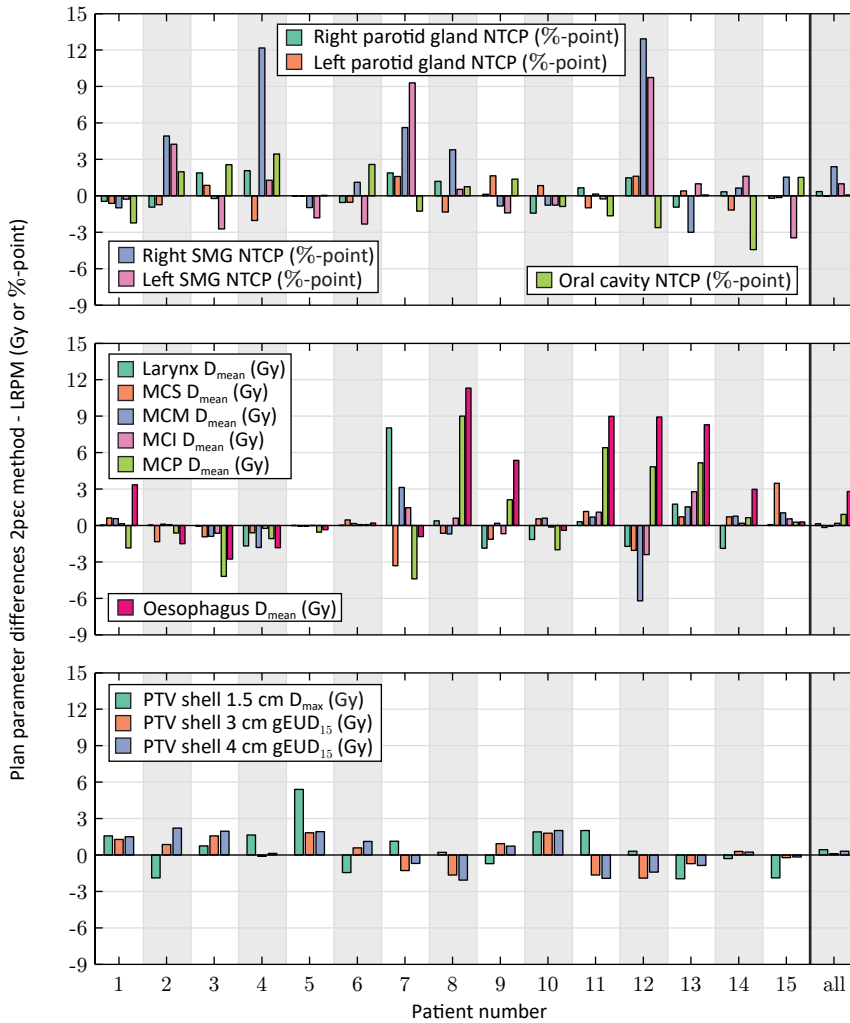 Plan parameter differences 2pεc method - LRPM (Gy or %-point)
15
12
9
6
3
0
-3
-6
-9
Right parotid gland NTCP (%-point)
Left parotid gland NTCP (%-point)
Right SMG NTCP (%-point)
Left SMG NTCP (%-point)
Oral cavity NTCP (%-point)
15
12
9
6
3
0
-3
-6
-9
Larynx Dmean (Gy)
MCS Dmean (Gy)
MCM Dmean (Gy)
MCI Dmean (Gy)
MCP Dmean (Gy)
Oesophagus Dmean (Gy)
15
12
9
6
3
0
-3
-6
-9
PTV shell 1.5 cm Dmax (Gy)
PTV shell 3 cm gEUD15 (Gy)
PTV shell 4 cm gEUD15 (Gy)
1 2 3 4 5 6 7 8 9 10 11 12 13 14 15 all
Patient number